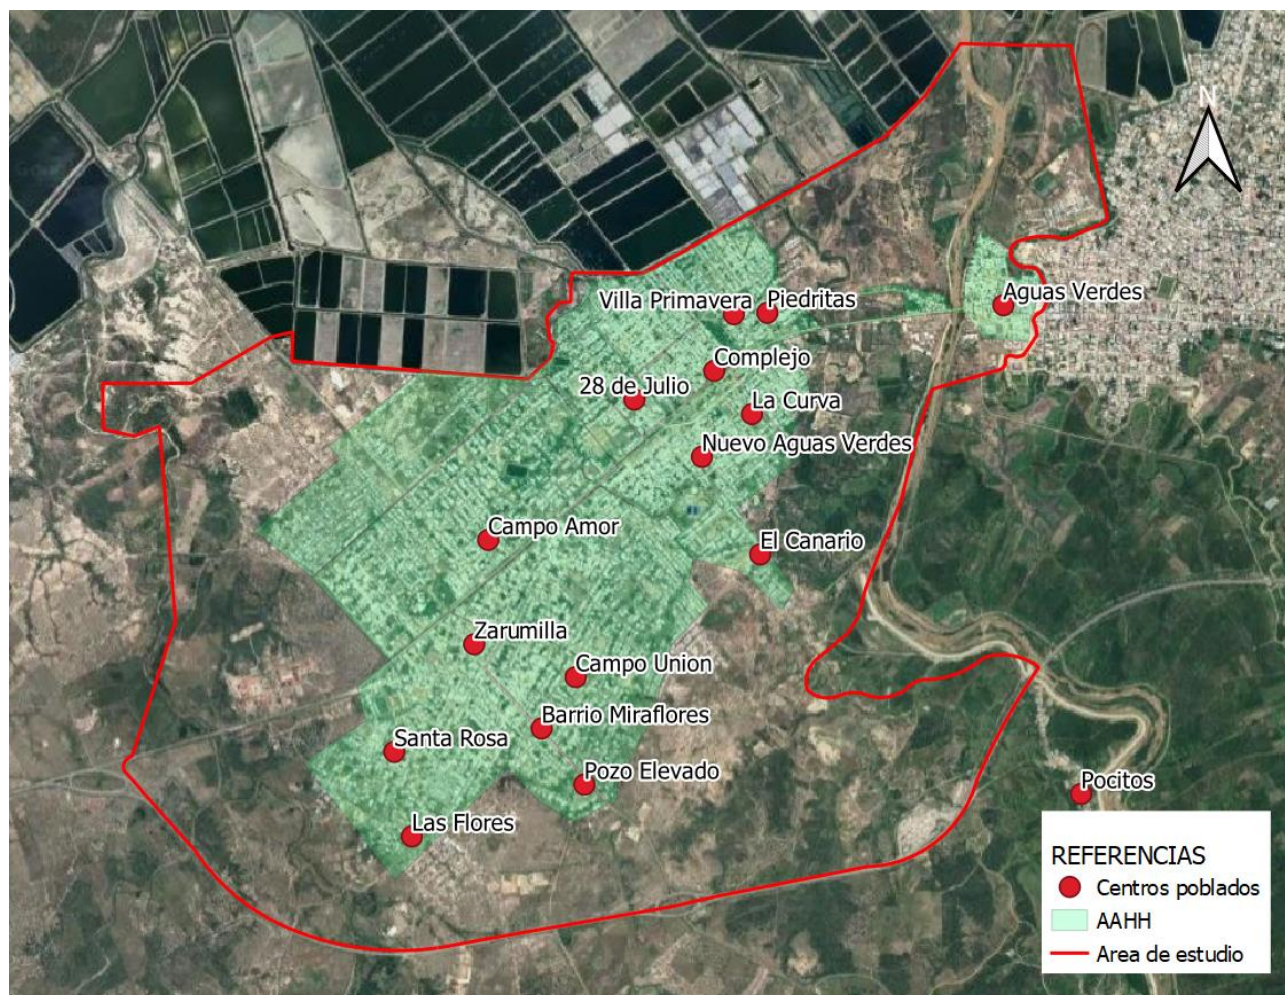 N
Villa Primavera
Piedritas
Aguas Verdes
Complejo
28 de Julio
La Curva
Nuevo Aguas Verdes
Campo Amor
El Canario
Zarumilla
Campo Union
Barrio Miraflores
Santa Rosa
Pozo Elevado
Pocitos
Las Flores
REFERENCIAS
Centros poblados
AAHH
Area de estudio